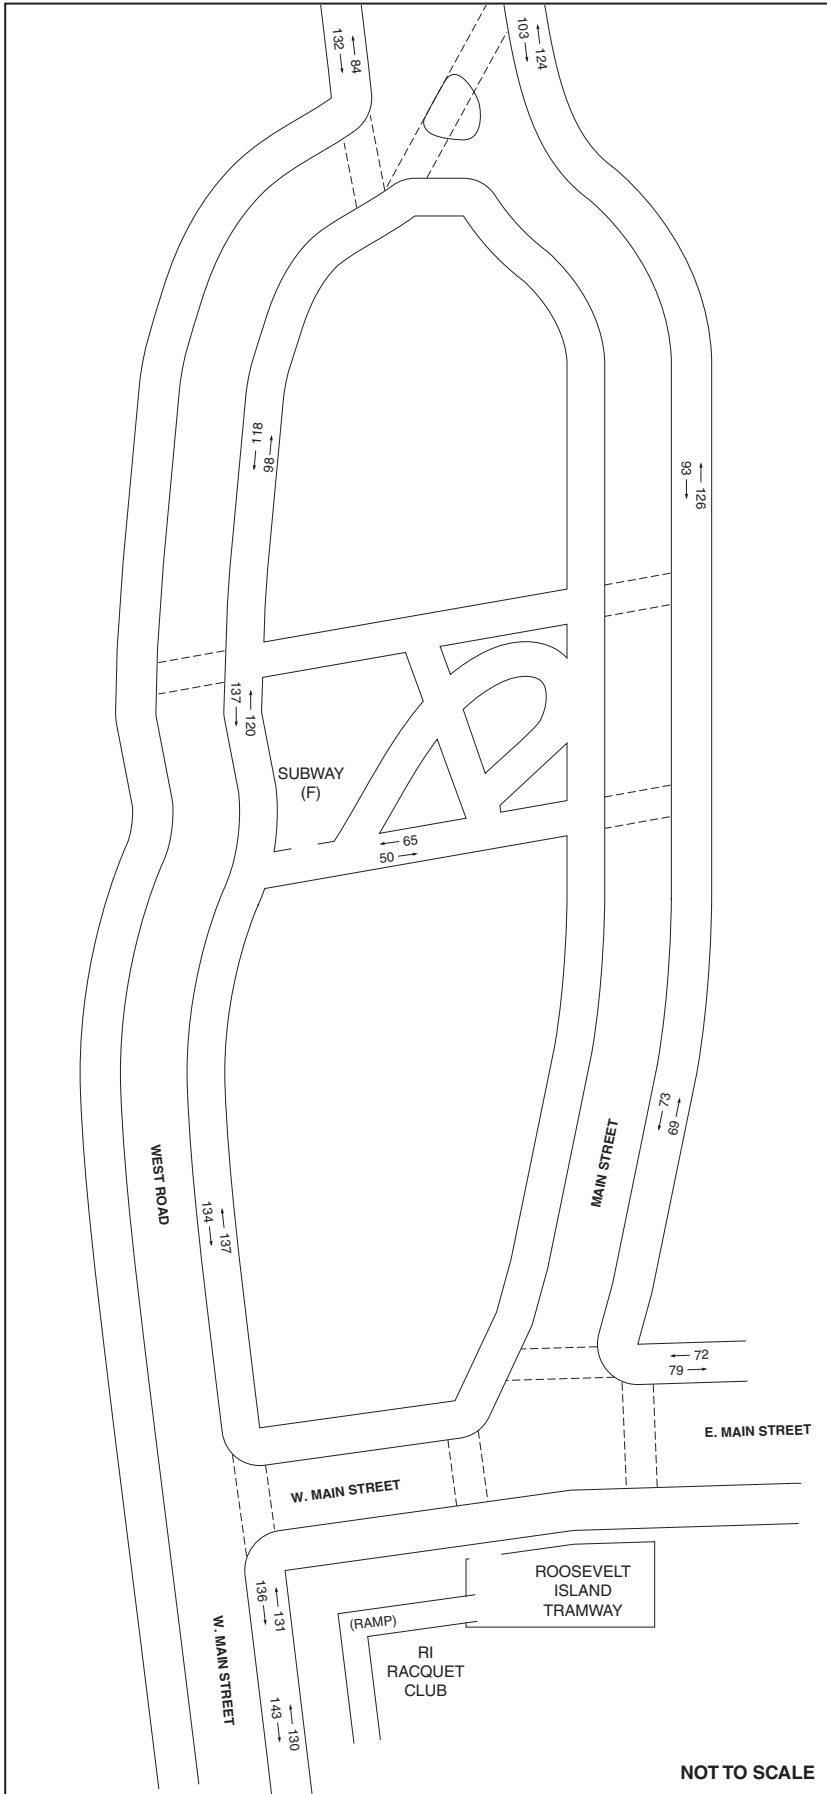 132
84
103
124
118
86
93
126
137
120
SUBWAY
(F)
65
50
73
69
WEST ROAD
MAIN STREET
134
137
72
79
E. MAIN STREET
W. MAIN STREET
136
131
(RAMP)
ROOSEVELT
ISLAND
TRAMWAY
W. MAIN STREET
RI
RACQUET
CLUB
143
130
NOT TO SCALE